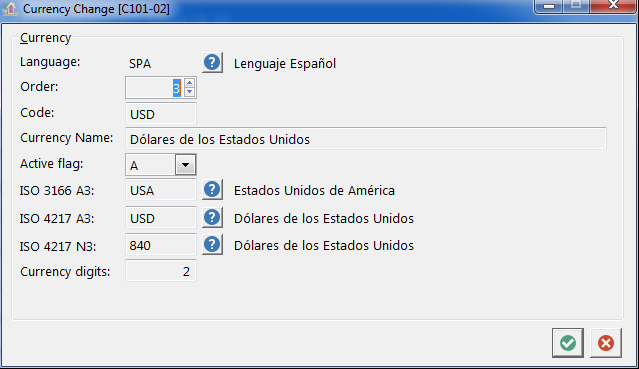 Currency Change [C101-02]
Currency
Language: SPA Lenguaje Español
Order: 3
Code: USD
Currency Name: Dólares de los Estados Unidos
Active flag: A
ISO 3166 A3: USA Estados Unidos de América
ISO 4217 A3: USD Dólares de los Estados Unidos
ISO 4217 N3: 840 Dólares de los Estados Unidos
Currency digits: 2